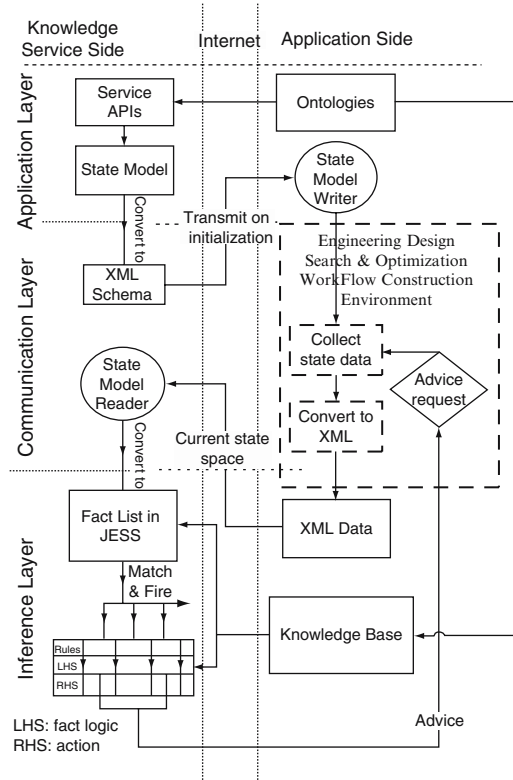 Knowledge
Service Side
Internet
Application Side
Application Layer
Service
APIs
Ontologies
State Model
State
Model
Writer
Convert to
Transmit on
initialization
XML
Schema
Engineering Design
Search & Optimization
WorkFlow Construction
Environment
Communication Layer
Collect
state data
State
Model
Reader
Advice
request
Convert to
XML
Convert to
Current state
space
Inference Layer
Fact List in
JESS
XML Data
Match
& Fire
Rules
LHS
RHS
Knowledge Base
LHS: fact logic
RHS: action
Advice